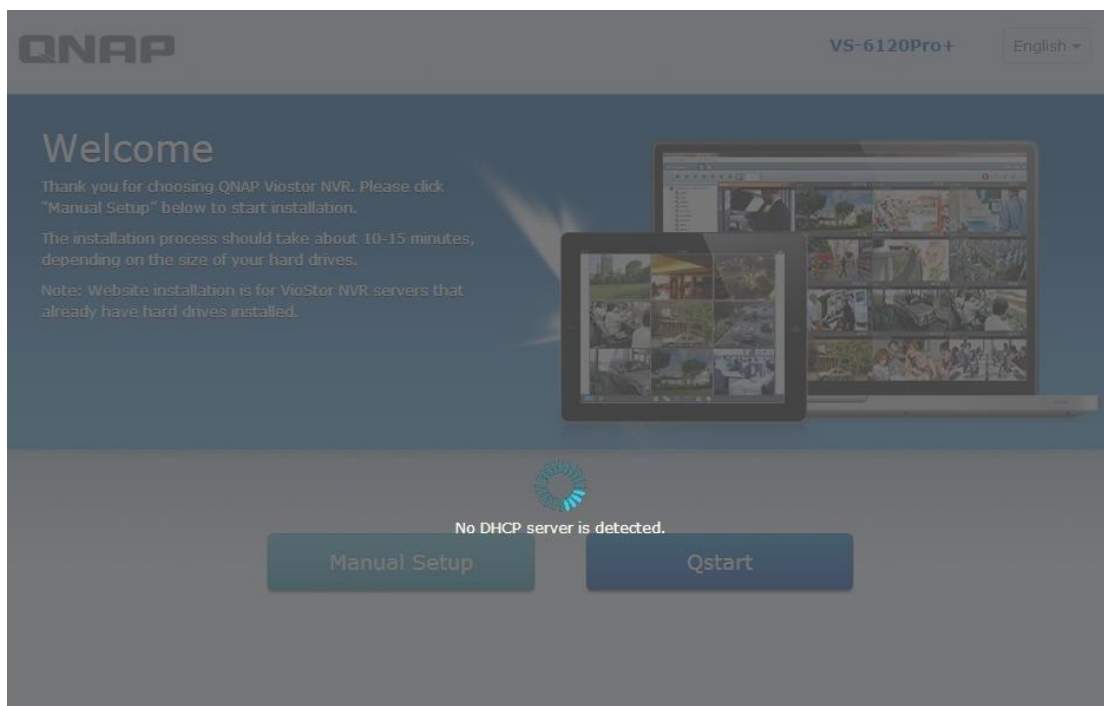 QNAP
VS-6120Pro+
English
Welcome
Thank you for choosing QNAP Viostor NVR. Please click
"Manual Setup" below to start installation.
The installation process should take about 10-15 minutes,
depending on the size of your hard drives.
Note: Website installation is for VioStor NVR servers that
already have hard drives installed.
No DHCP server is detected.
Manual Setup
Qstart